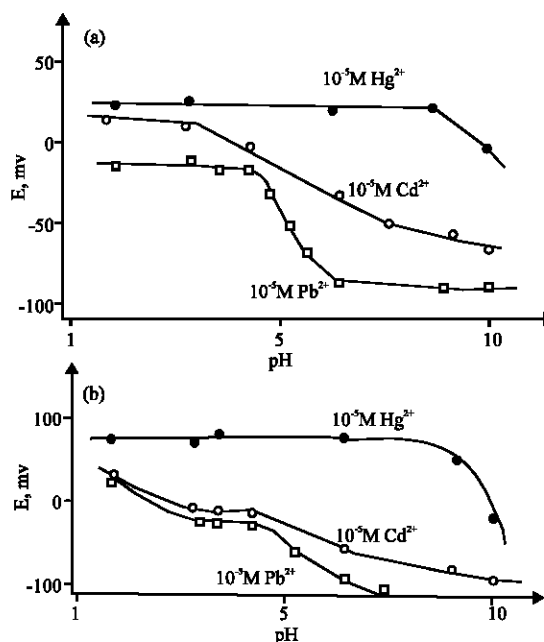 (a)
50
0
-50
-100
E, mv
10⁻⁵M Hg²⁺
10⁻⁵M Cd²⁺
10⁻⁵M Pb²⁺
1
5
10
pH
(b)
100
0
-100
E, mv
10⁻⁵M Hg²⁺
10⁻⁵M Cd²⁺
10⁻⁵M Pb²⁺
1
5
10
pH